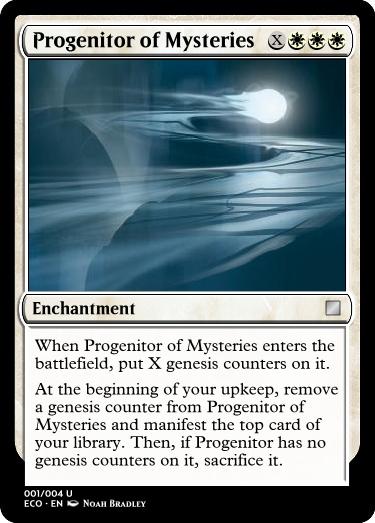 Progenitor of Mysteries X
Enchantment
When Progenitor of Mysteries enters the
battlefield, put X genesis counters on it.
At the beginning of your upkeep, remove
a genesis counter from Progenitor of
Mysteries and manifest the top card of
your library. Then, if Progenitor has no
genesis counters on it, sacrifice it.
001/004 U
ECO • EN Noah Bradley